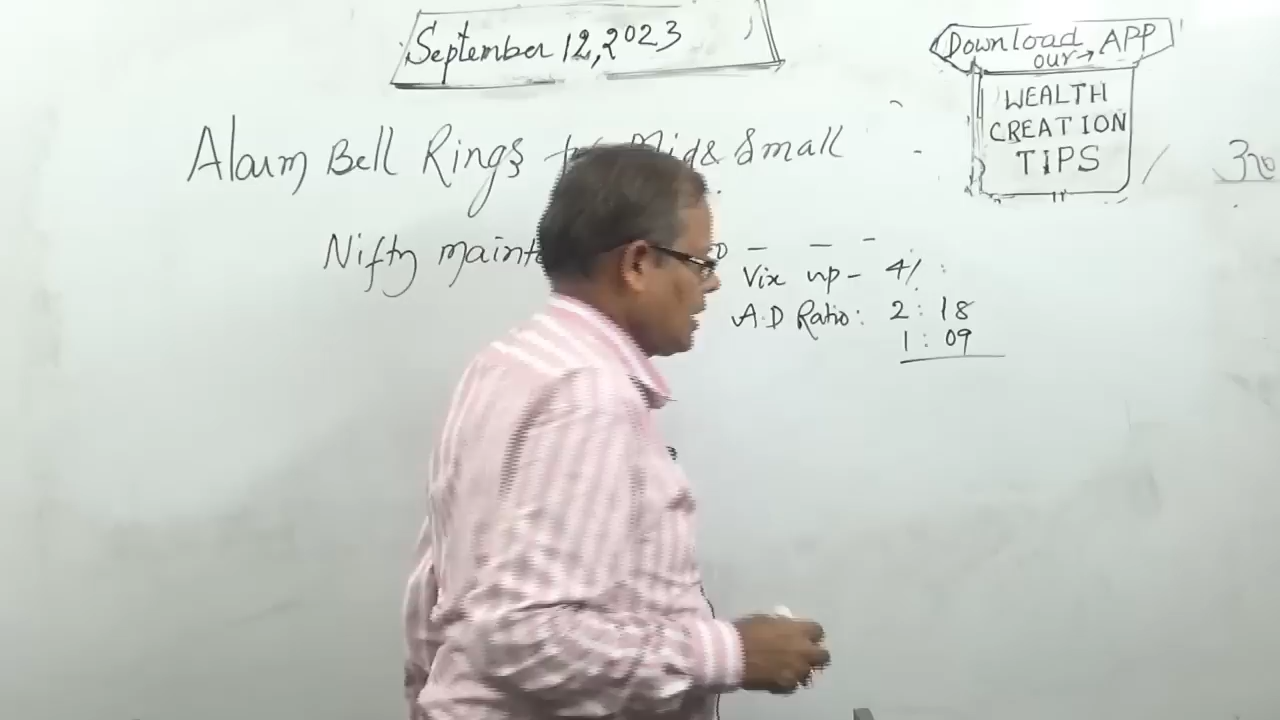 September 12, 2023
Download
our → APP
WEALTH
CREATION
TIPS
Alarm Bell Rings Mid & Small
Nifty
Vix up - 4%
A.D Ratio: 2 : 18
1 : 09